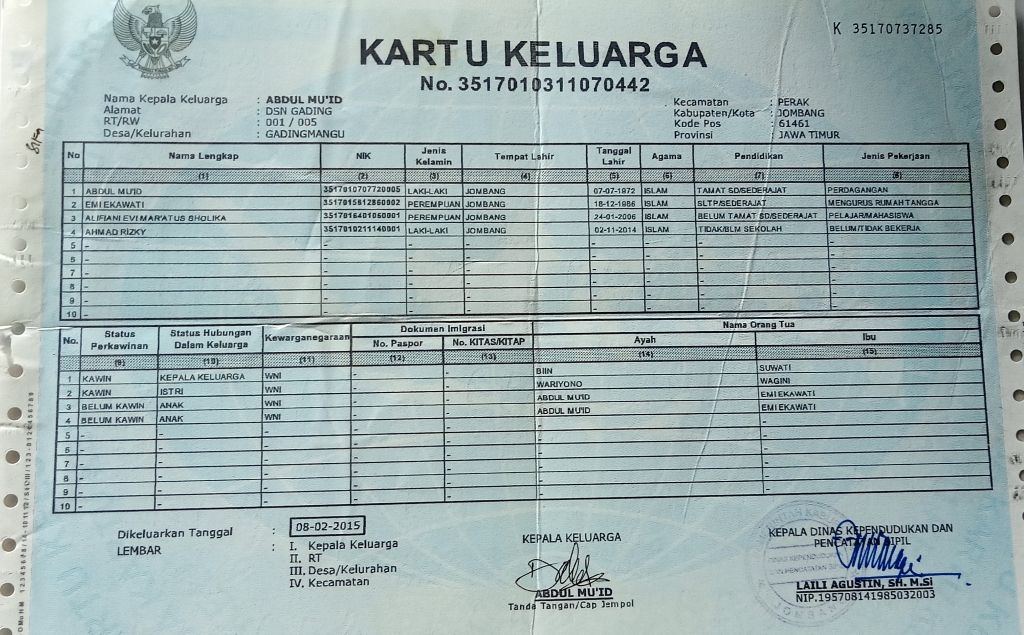 K 35170737285
KARTU KELUARGA
No. 3517010311070442
Nama Kepala Keluarga : ABDUL MU'ID
Alamat : DSN GADING
RT/RW : 001 / 005
Desa/Kelurahan : GADINGMANGU
Kecamatan : PERAK
Kabupaten/Kota : JOMBANG
Kode Pos : 61461
Provinsi : JAWA TIMUR
No Nama Lengkap NIK Jenis Kelamin Tempat Lahir Tanggal Lahir Agama Pendidikan Jenis Pekerjaan
(1) (2) (3) (4) (5) (6) (7) (8)
1 ABDUL MU'ID 3517010707720005 LAKI-LAKI JOMBANG 07-07-1972 ISLAM TAMAT SD/SEDERAJAT PERDAGANGAN
2 EMI EKAWATI 3517015812860002 PEREMPUAN JOMBANG 18-12-1986 ISLAM SLTP/SEDERAJAT MENGURUS RUMAH TANGGA
3 ALIFIANI EVI MAR'ATUS SHOLIKA 3517016401060001 PEREMPUAN JOMBANG 24-01-2006 ISLAM BELUM TAMAT SD/SEDERAJAT PELAJAR/MAHASISWA
4 AHMAD RIZKY 3517010211140001 LAKI-LAKI JOMBANG 02-11-2014 ISLAM TIDAK/BLM SEKOLAH BELUM/TIDAK BEKERJA
5 - - - - - - - -
6 - - - - - - - -
7 - - - - - - - -
8 - - - - - - - -
9 - - - - - - - -
10 - - - - - - - -
No. Status Perkawinan Status Hubungan Dalam Keluarga Kewarganegaraan Dokumen Imigrasi Nama Orang Tua
No. Paspor No. KITAS/KITAP Ayah Ibu
(9) (10) (11) (12) (13) (14) (15)
1 KAWIN KEPALA KELUARGA WNI - - BIIN SUWATI
2 KAWIN ISTRI WNI - - WARIYONO WAGINI
3 BELUM KAWIN ANAK WNI - - ABDUL MU'ID EMI EKAWATI
4 BELUM KAWIN ANAK WNI - - ABDUL MU'ID EMI EKAWATI
5 - - - - - - -
6 - - - - - - -
7 - - - - - - -
8 - - - - - - -
9 - - - - - - -
10 - - - - - - -
Dikeluarkan Tanggal : 08-02-2015
LEMBAR : I. Kepala Keluarga
II. RT
III. Desa/Kelurahan
IV. Kecamatan
KEPALA KELUARGA
ABDUL MU'ID
Tanda Tangan/Cap Jempol
KEPALA DINAS KEPENDUDUKAN DAN
PENCATATAN SIPIL
LAILI AGUSTIN, SH. M.Si
NIP.195708141985032003